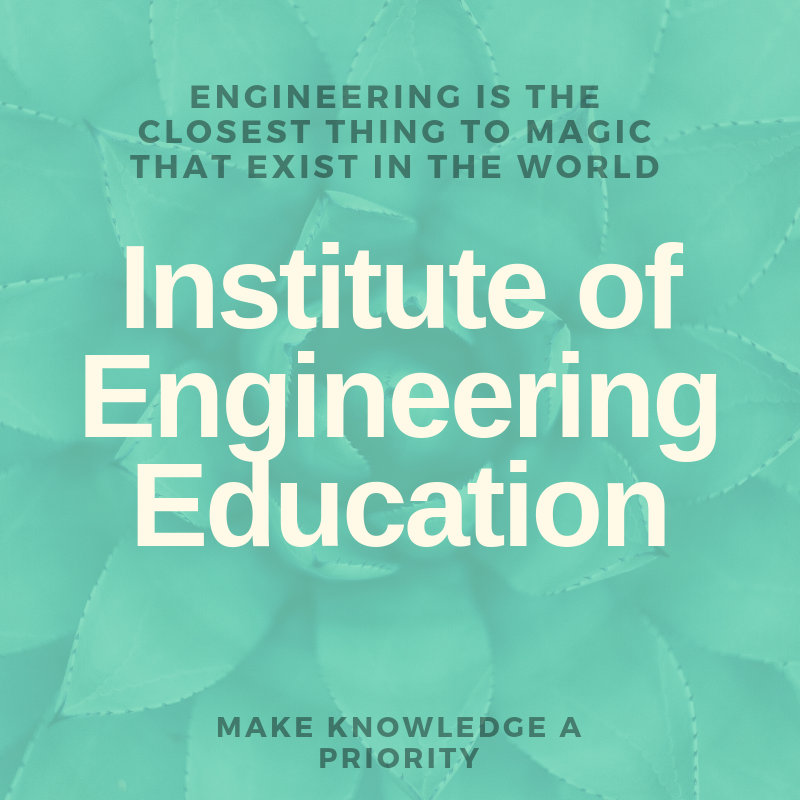 ENGINEERING IS THE
CLOSEST THING TO MAGIC
THAT EXIST IN THE WORLD
Institute of
Engineering
Education
MAKE KNOWLEDGE A
PRIORITY